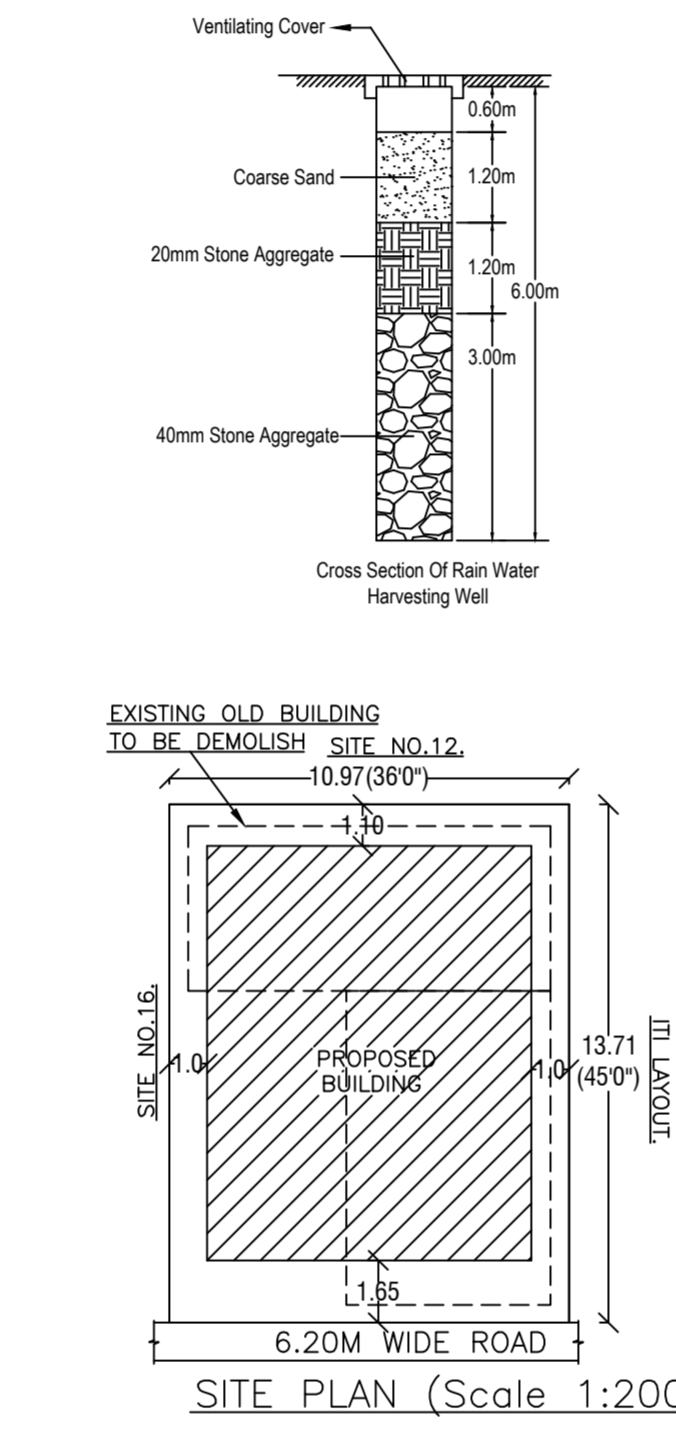 Ventilating Cover
0.60m
Coarse Sand
1.20m
20mm Stone Aggregate
1.20m
6.00m
3.00m
40mm Stone Aggregate
Cross Section Of Rain Water
Harvesting Well
EXISTING OLD BUILDING
TO BE DEMOLISH
SITE NO.12.
10.97(36'0")
1.10
SITE NO.16.
1.0
PROPOSED
BUILDING
1.0
13.71
(45'0")
ITI LAYOUT.
1.65
6.20M WIDE ROAD
SITE PLAN (Scale 1:200